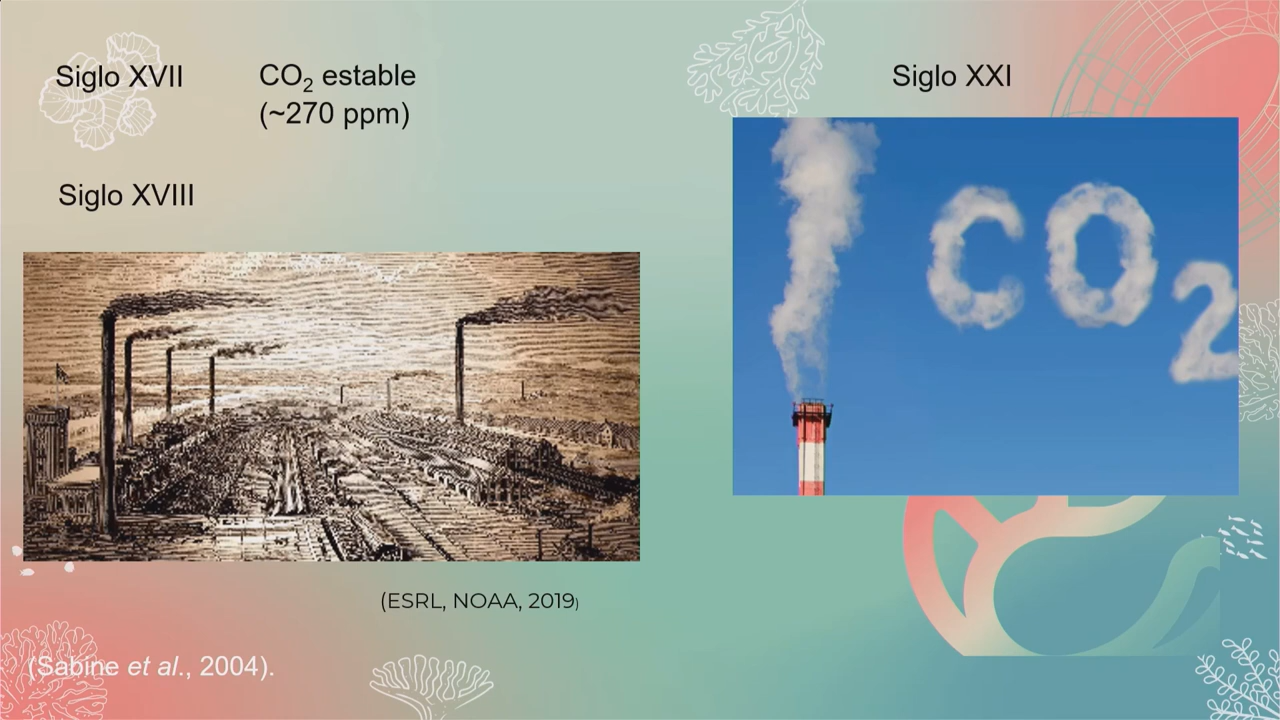 Siglo XVII
CO₂ estable
(~270 ppm)
Siglo XVIII
Siglo XXI
CO₂
(ESRL, NOAA, 2019)
(Sabine et al., 2004).